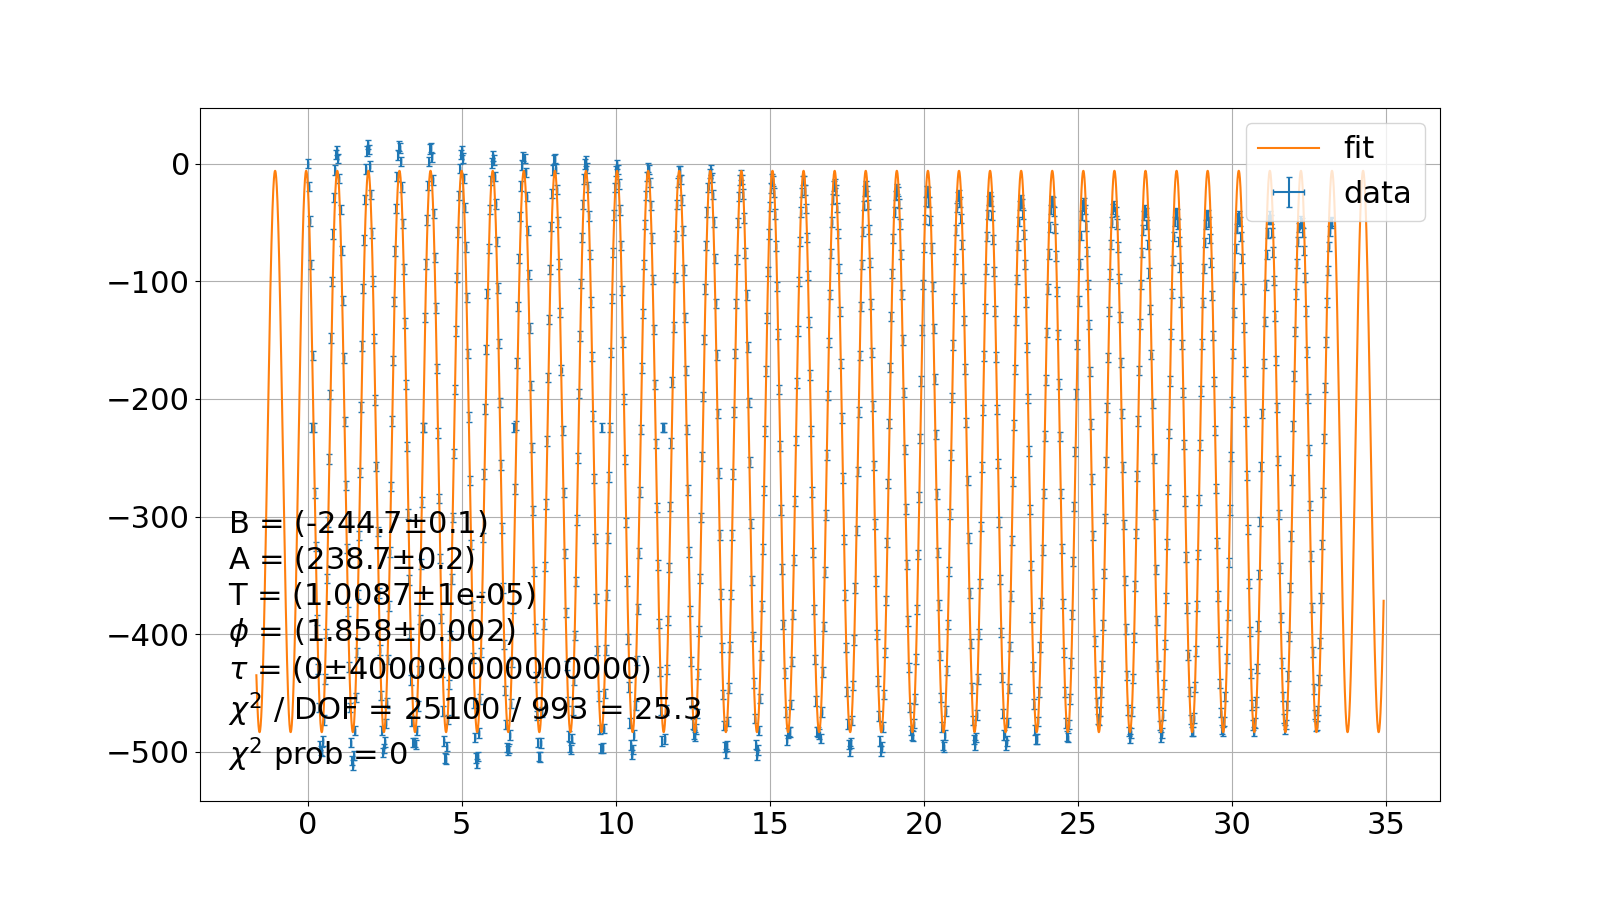 fit
data
0
−100
−200
−300
−400
−500
B = (-244.7±0.1)
A = (238.7±0.2)
T = (1.0087±1e-05)
ϕ = (1.858±0.002)
τ = (0±400000000000000)
χ² / DOF = 25100 / 993 = 25.3
χ² prob = 0
0 5 10 15 20 25 30 35